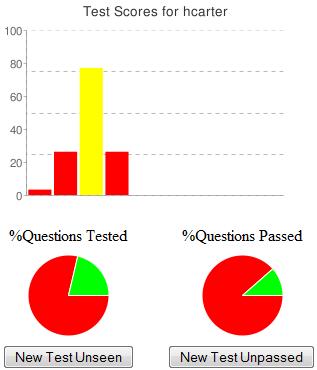 Test Scores for hcarter
100
80
60
40
20
0
%Questions Tested
%Questions Passed
New Test Unseen
New Test Unpassed